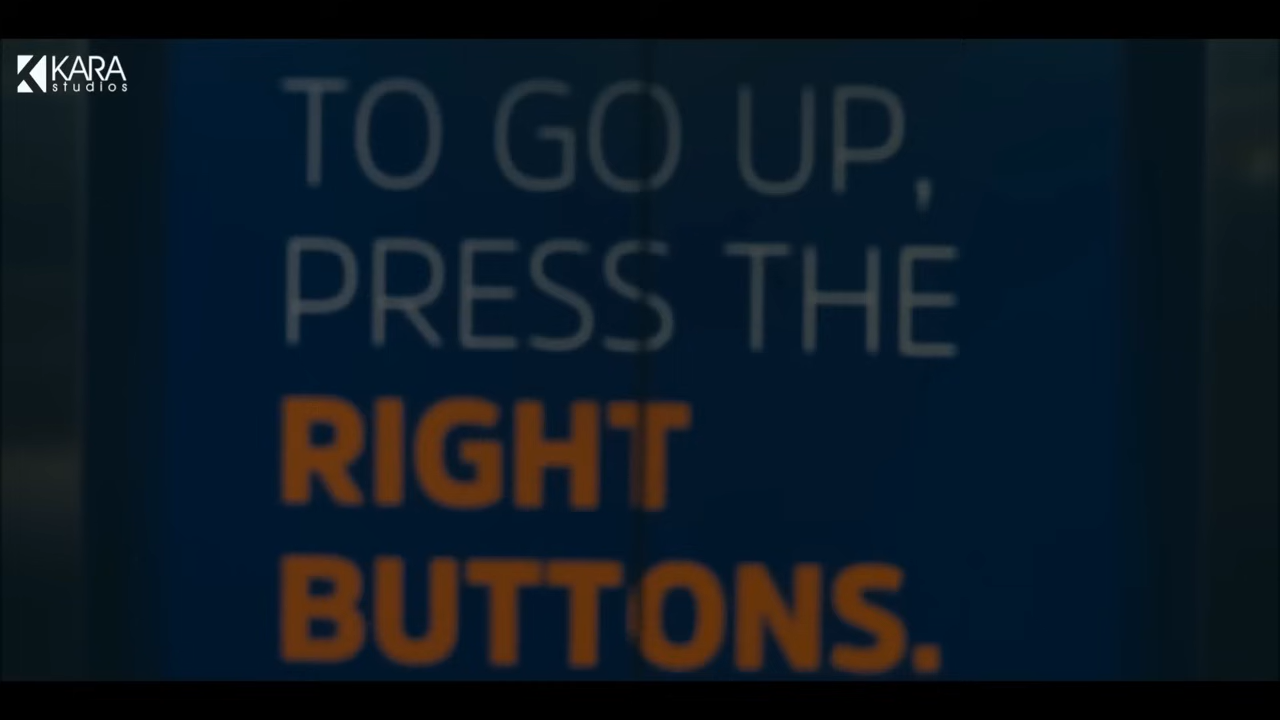 KARA
studios
TO GO UP,
PRESS THE
RIGHT
BUTTONS.